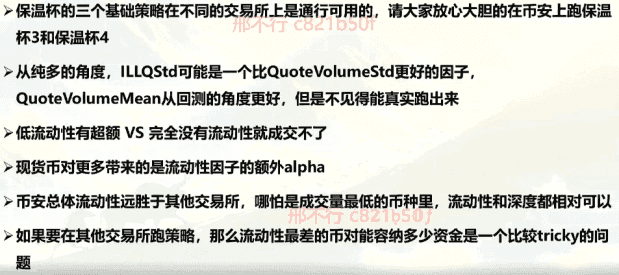 ➢保温杯的三个基础策略在不同的交易所上是通行可用的，请大家放心大胆的在币安上跑保温
邢不行 c821b50f
杯3和保温杯4
➢从纯多的角度，ILLQStd可能是一个比QuoteVolumeStd更好的因子，
QuoteVolumeMean从回测的角度更好，但是不见得能真实跑出来
➢低流动性有超额 VS 完全没有流动性就成交不了
➢现货币对更多带来的是流动性因子的额外alpha
➢币安总体流动性远胜于其他交易所，哪怕是成交量最低的币种里，流动性和深度都相对可以
邢不行 c821b50f
➢如果要在其他交易所跑策略，那么流动性最差的币对能容纳多少资金是一个比较tricky的问
题